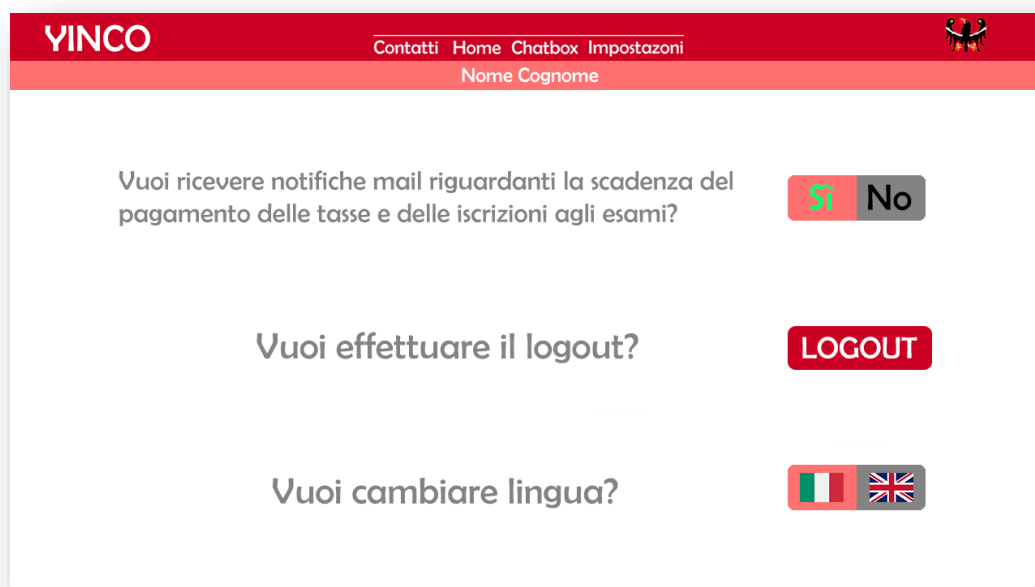 YINCO
Contatti Home Chatbox Impostazoni
Nome Cognome
Vuoi ricevere notifiche mail riguardanti la scadenza del
pagamento delle tasse e delle iscrizioni agli esami?
Sì No
Vuoi effettuare il logout?
LOGOUT
Vuoi cambiare lingua?